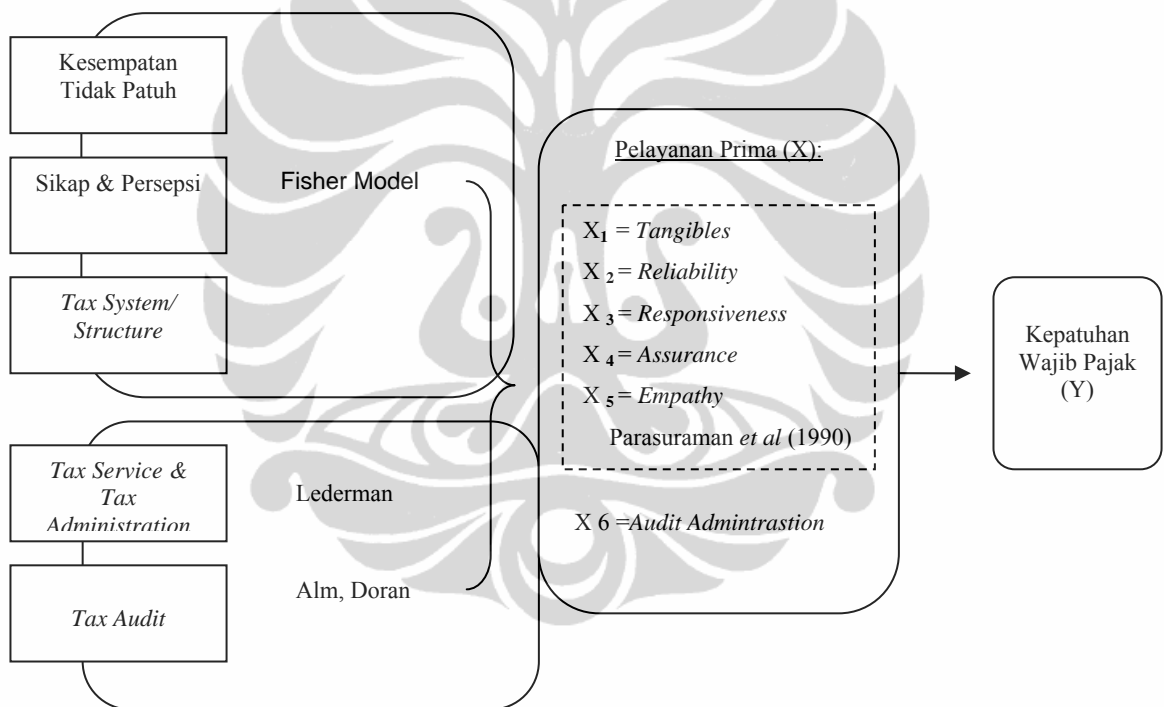 Kesempatan
Tidak Patuh
Sikap & Persepsi
Tax System/
Structure
Fisher Model
Tax Service &
Tax
Administration
Tax Audit
Lederman
Alm, Doran
Pelayanan Prima (X):
X1 = Tangibles
X 2 = Reliability
X 3 = Responsiveness
X 4 = Assurance
X 5 = Empathy
Parasuraman et al (1990)
X 6 =Audit Admintrastion
Kepatuhan
Wajib Pajak
(Y)